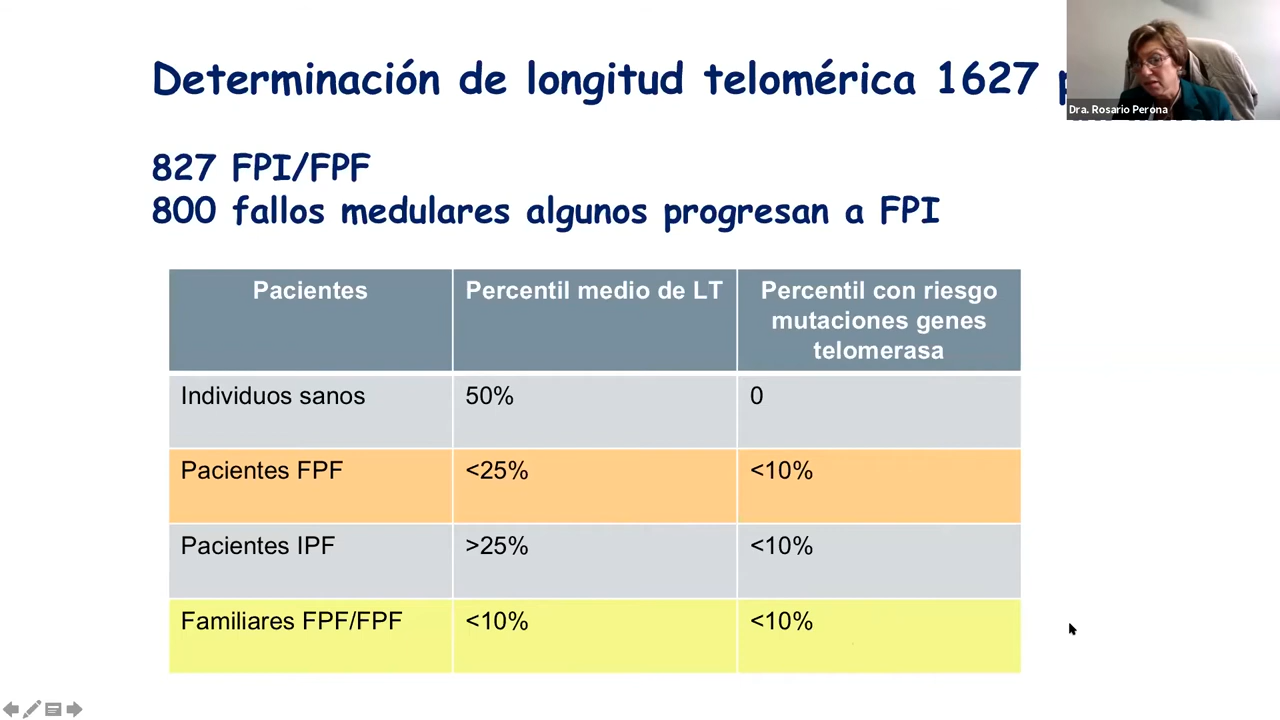 Determinación de longitud telomérica 1627
Dra. Rosario Perona
827 FPI/FPF
800 fallos medulares algunos progresan a FPI
Pacientes
Percentil medio de LT
Percentil con riesgo
mutaciones genes
telomerasa
Individuos sanos
50%
0
Pacientes FPF
<25%
<10%
Pacientes IPF
>25%
<10%
Familiares FPF/FPF
<10%
<10%